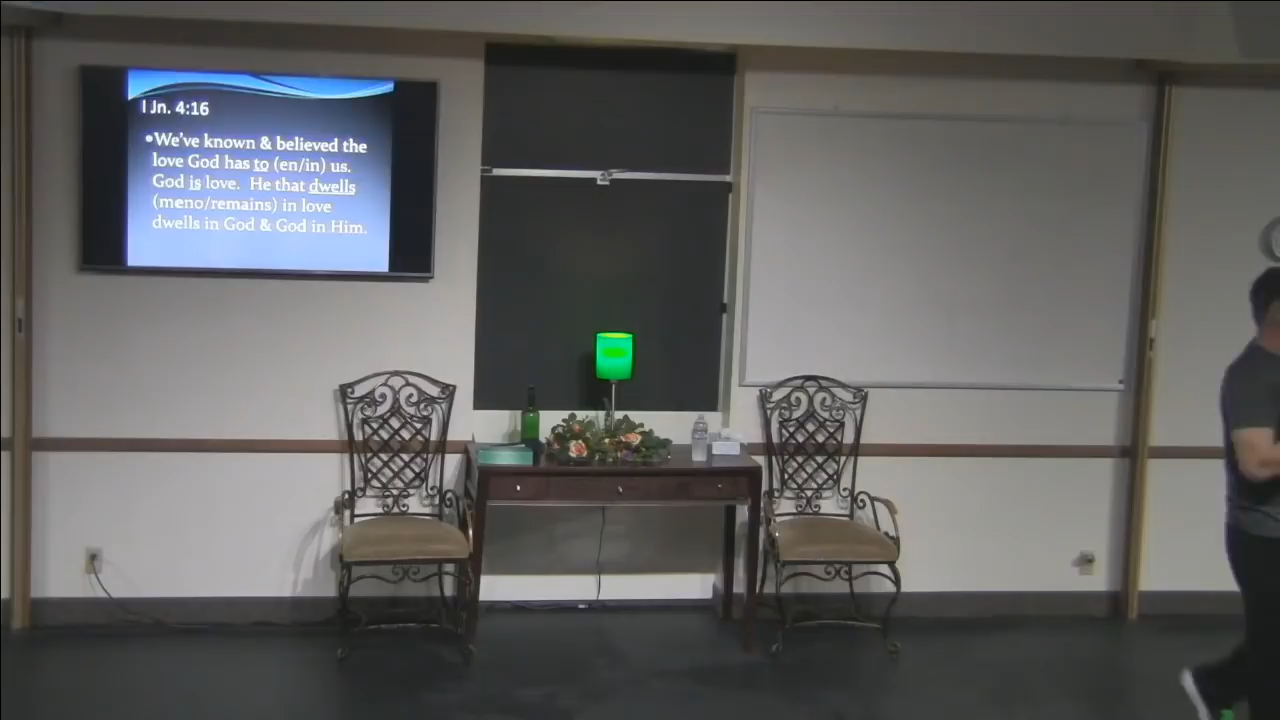 I Jn. 4:16
•We've known & believed the
love God has to (en/in) us.
God is love.  He that dwells
(meno/remains) in love
dwells in God & God in Him.